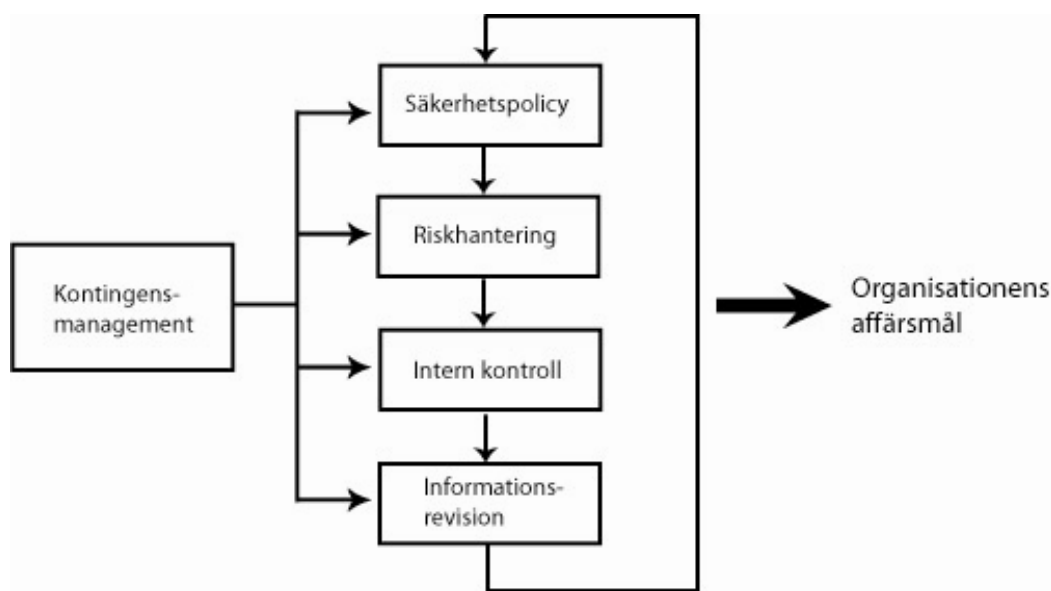 Säkerhetspolicy
Riskhantering
Kontingens-
management
Intern kontroll
Informations-
revision
Organisationens
affärsmål